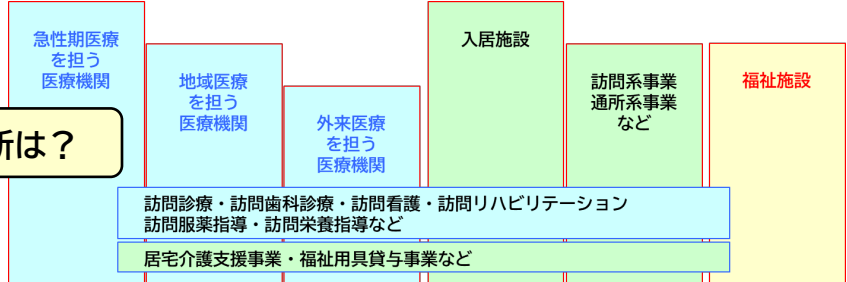 急性期医療
を担う
医療機関
地域医療
を担う
医療機関
外来医療
を担う
医療機関
入居施設
訪問系事業
通所系事業
など
福祉施設
所は？
訪問診療・訪問歯科診療・訪問看護・訪問リハビリテーション
訪問服薬指導・訪問栄養指導など
居宅介護支援事業・福祉用具貸与事業など